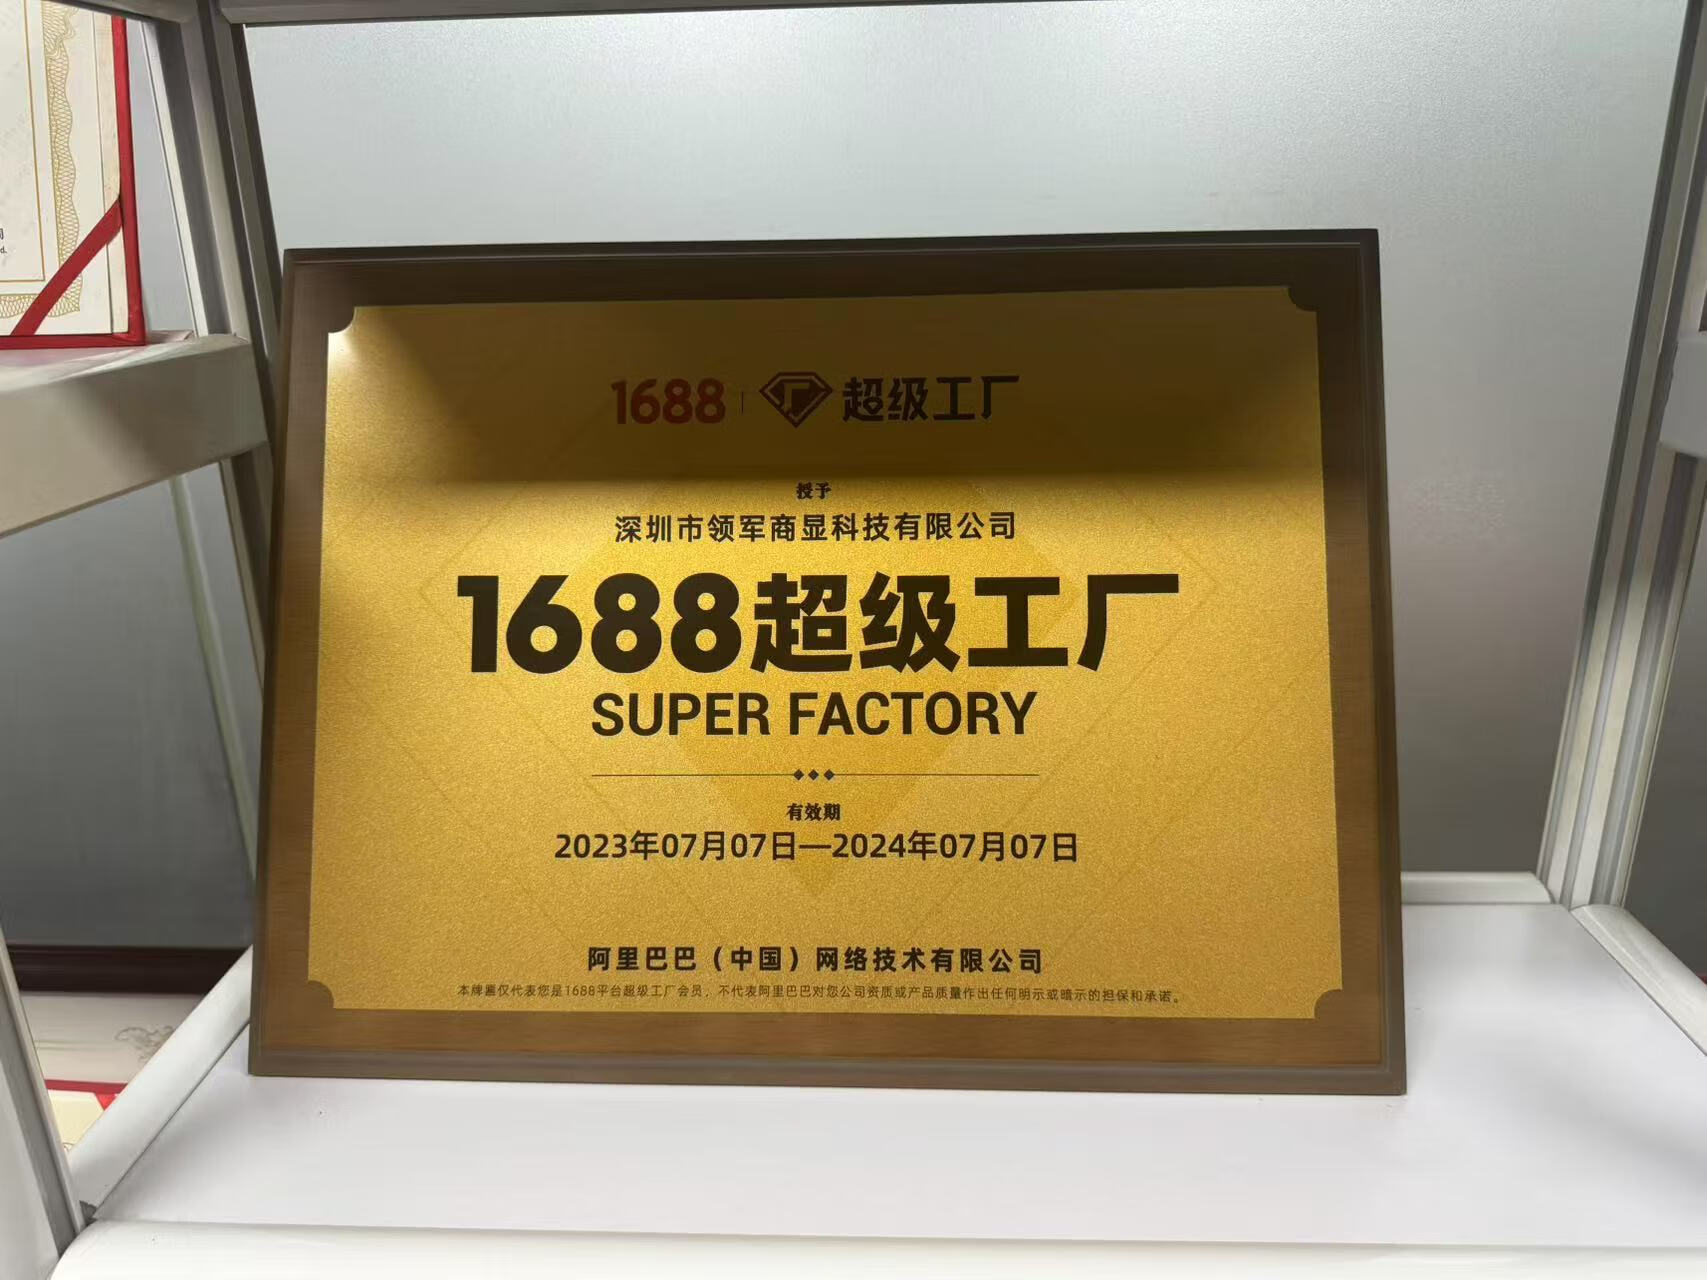 1688 超级工厂
授予
深圳市领军商显科技有限公司
1688超级工厂
SUPER FACTORY
有效期
2023年07月07日—2024年07月07日
阿里巴巴（中国）网络技术有限公司
本牌匾仅代表您是1688平台超级工厂会员，不代表阿里巴巴对您公司资质或产品质量作出任何明示或暗示的担保和承诺。